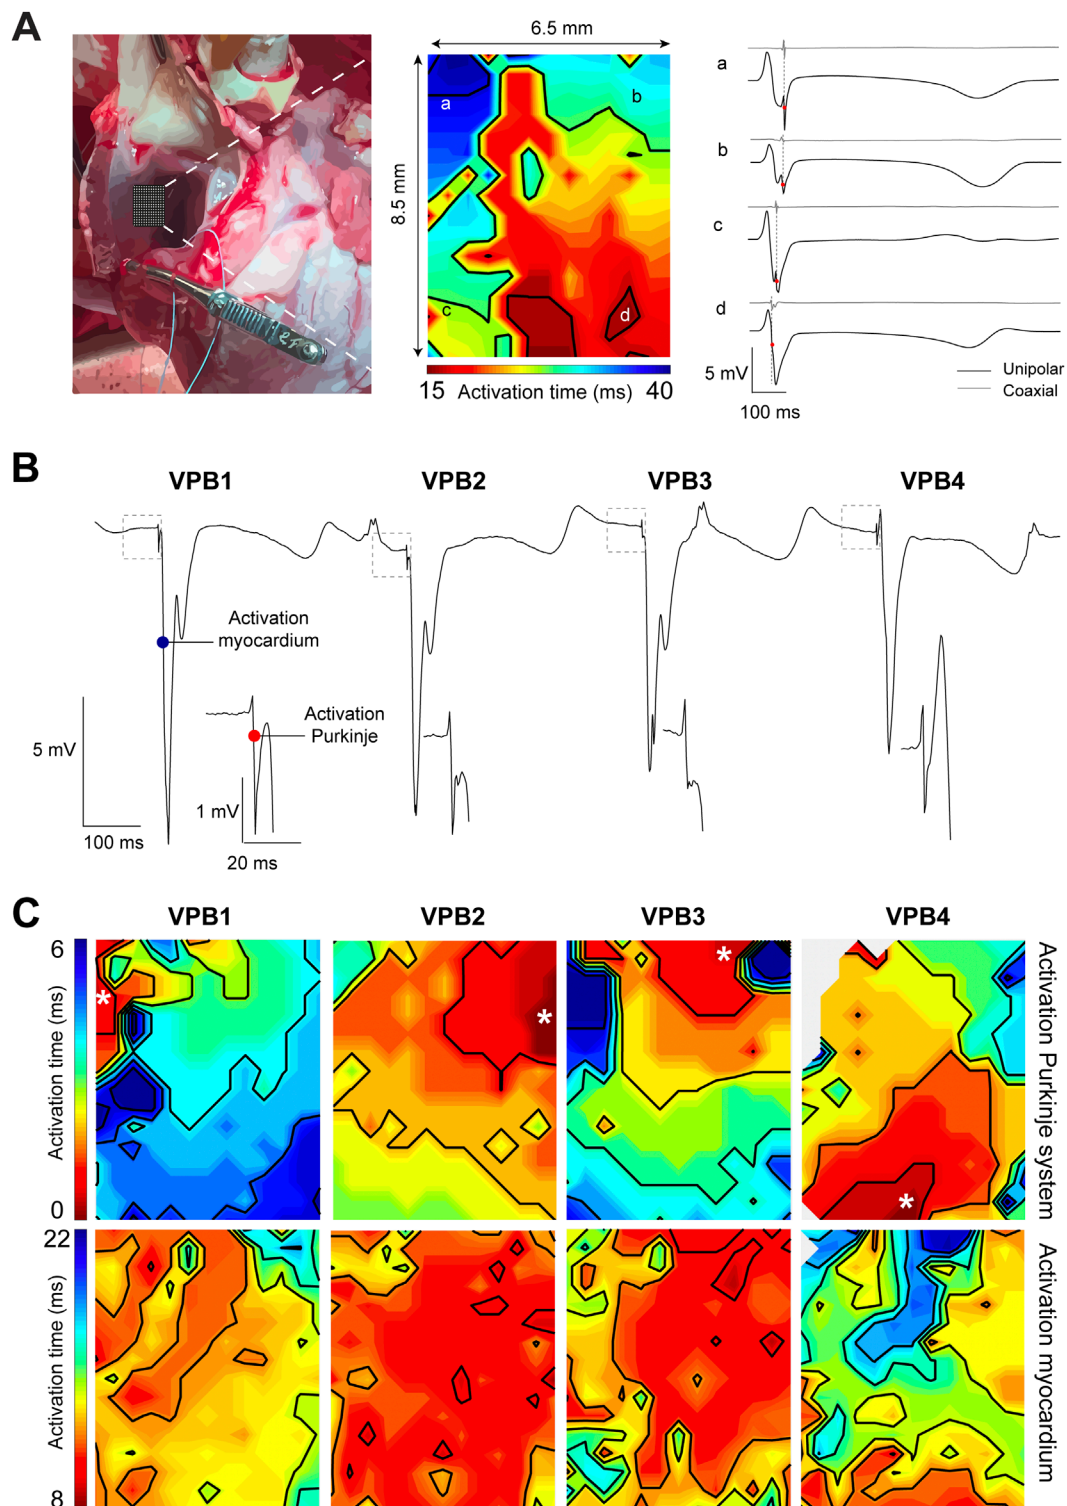 A
6.5 mm
8.5 mm
a
b
c
d
15 Activation time (ms) 40
a
b
c
d
5 mV
100 ms
Unipolar
Coaxial
B
VPB1 VPB2 VPB3 VPB4
Activation
myocardium
Activation
Purkinje
5 mV
100 ms
1 mV
20 ms
C
VPB1 VPB2 VPB3 VPB4
6
Activation time (ms)
0
*
*
*
*
Activation Purkinje system
22
Activation time (ms)
8
Activation myocardium